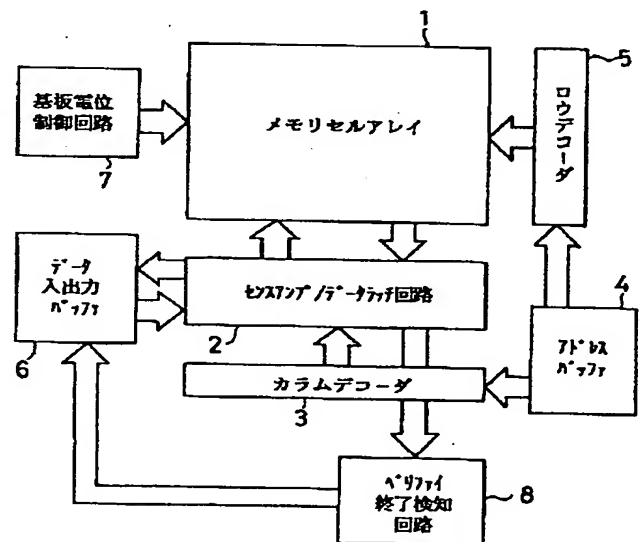 1
5
基板電位
制御回路
7
メモリセルアレイ
ロウデコーダ
データ
入出力
バッファ
6
センスアンプ/データラッチ回路
2
4
アドレス
バッファ
カラムデコーダ
3
ベリファイ
終了検知
回路
8